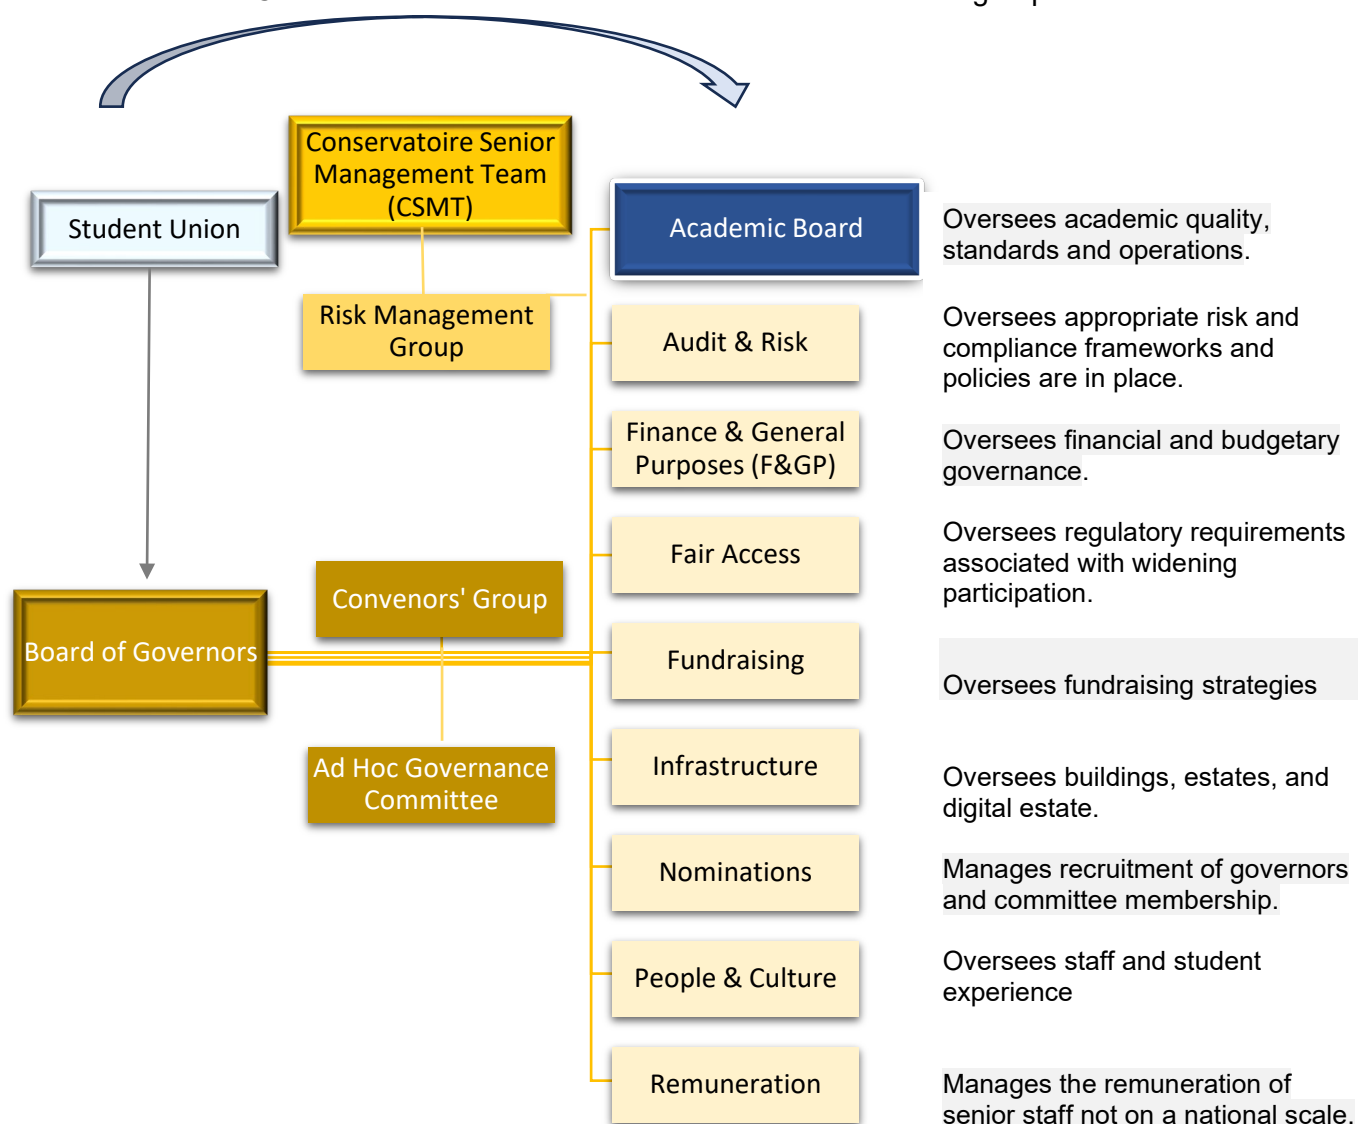 Conservatoire Senior
Management Team
(CSMT)
Student Union
Academic Board
Oversees academic quality,
standards and operations.
Risk Management
Group
Audit & Risk
Oversees appropriate risk and
compliance frameworks and
policies are in place.
Finance & General
Purposes (F&GP)
Oversees financial and budgetary
governance.
Fair Access
Oversees regulatory requirements
associated with widening
participation.
Convenors' Group
Board of Governors
Fundraising
Oversees fundraising strategies
Ad Hoc Governance
Committee
Infrastructure
Oversees buildings, estates, and
digital estate.
Nominations
Manages recruitment of governors
and committee membership.
People & Culture
Oversees staff and student
experience
Remuneration
Manages the remuneration of
senior staff not on a national scale.